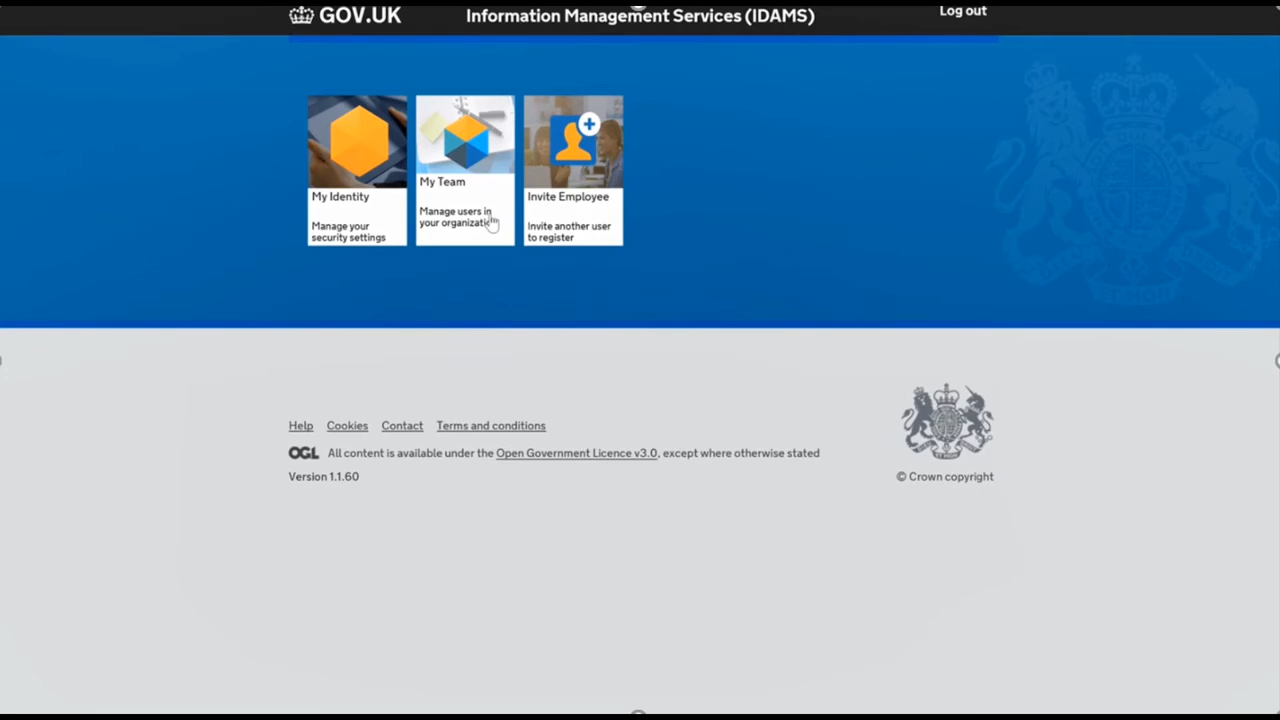 GOV.UK
Information Management Services (IDAMS)
Log out
My Identity
Manage your
security settings
My Team
Manage users in
your organizati
Invite Employee
Invite another user
to register
Help Cookies Contact Terms and conditions
OGL All content is available under the Open Government Licence v3.0, except where otherwise stated
Version 1.1.60
© Crown copyright